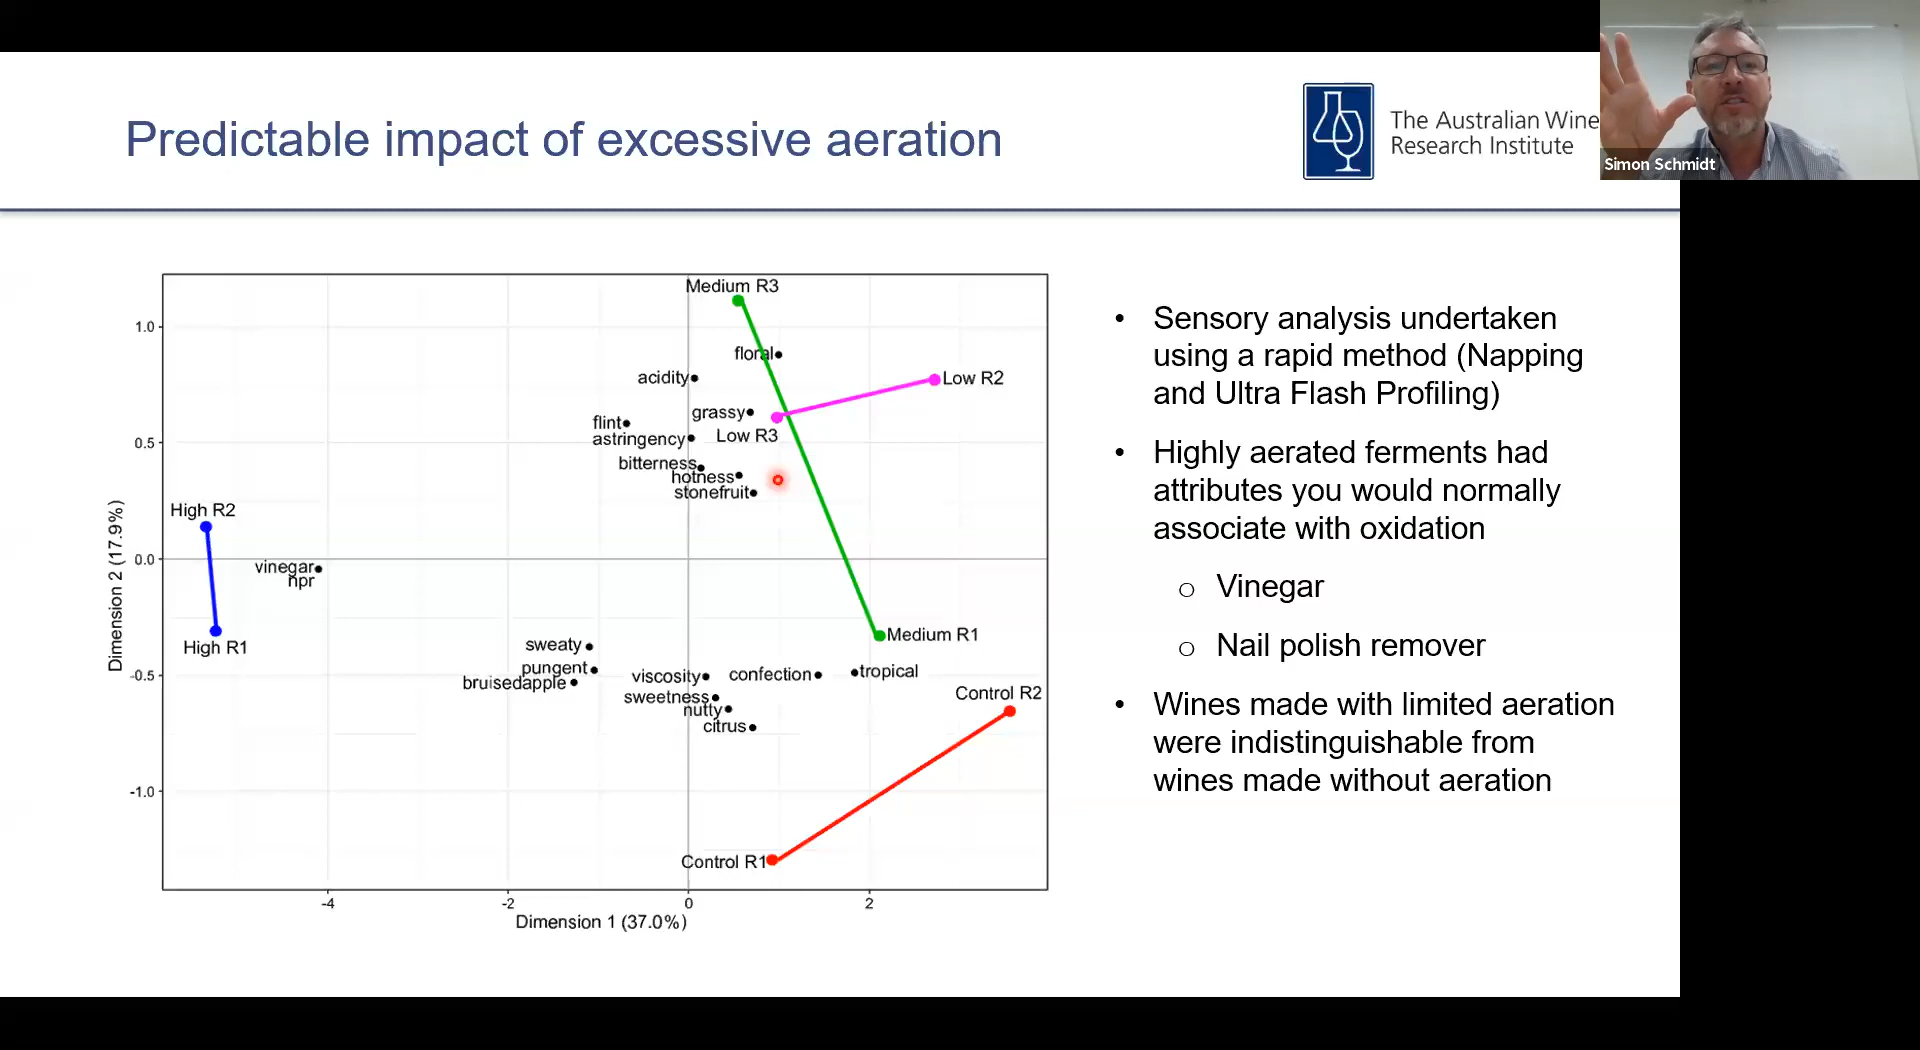 Predictable impact of excessive aeration
The Australian Wine
Research Institute
Simon Schmidt
Medium R3
1.0
floral
acidity
Low R2
grassy
flint
Low R3
0.5
astringency
bitterness
hotness
stonefruit
High R2
0.0
vinegar
npr
High R1
Medium R1
sweaty
pungent
bruisedapple
-0.5
viscosity
confection
tropical
sweetness
nutty
citrus
Control R2
-1.0
Control R1
-4
-2
0
2
Dimension 1 (37.0%)
Dimension 2 (17.9%)
• Sensory analysis undertaken
using a rapid method (Napping
and Ultra Flash Profiling)
• Highly aerated ferments had
attributes you would normally
associate with oxidation
o Vinegar
o Nail polish remover
• Wines made with limited aeration
were indistinguishable from
wines made without aeration